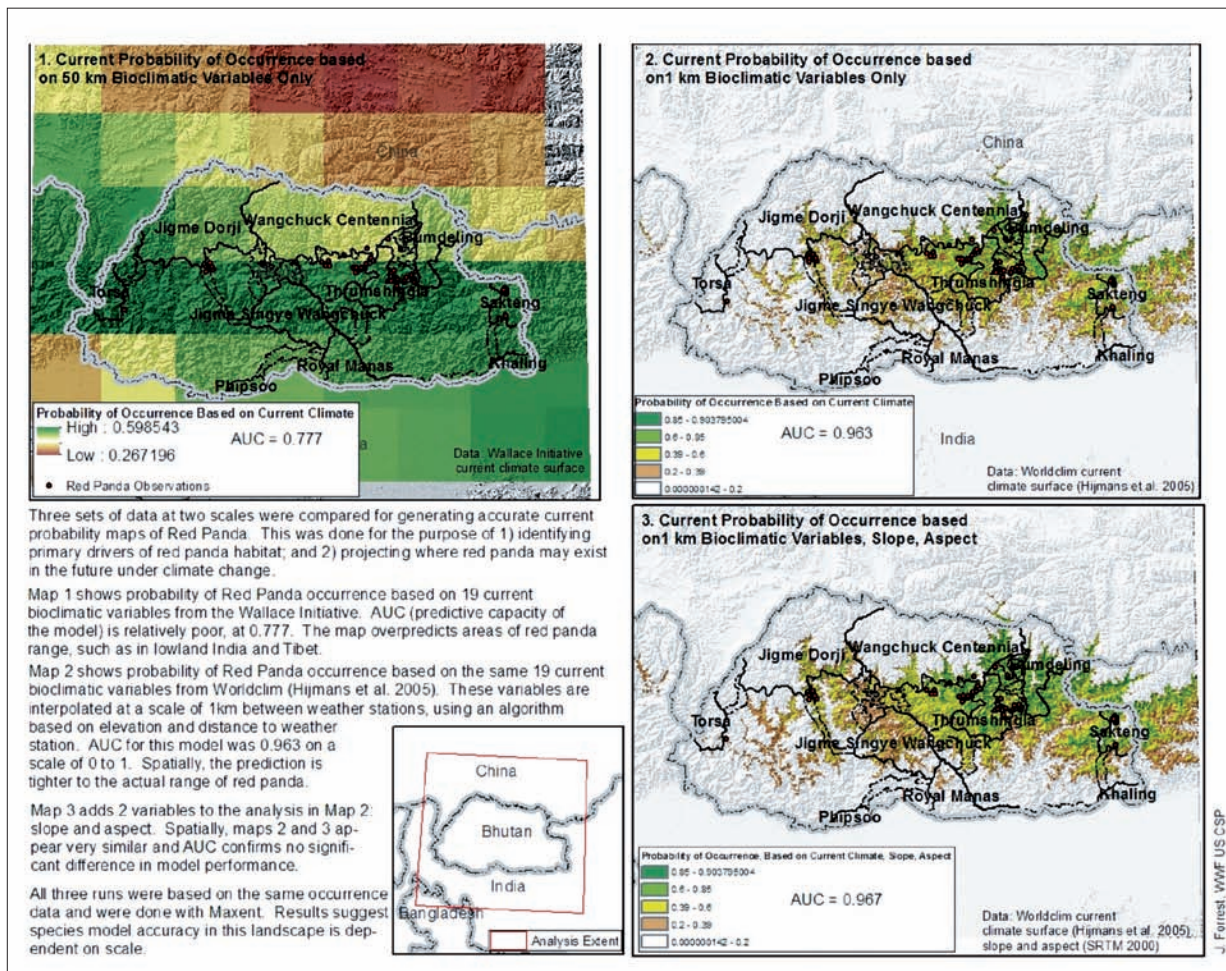 1. Current Probability of Occurrence based
on 50 km Bioclimatic Variables Only
China
Jigme Dorji
Wangchuck Centennial
Bumdeling
Torsa
Thrumshingla
Sakteng
Jigme Singye Wangchuck
Royal Manas
Khaling
Phipsoo
Probability of Occurrence Based on Current Climate
High : 0.598543
Low : 0.267196
AUC = 0.777
Red Panda Observations
Data: Wallace Initiative
current climate surface
2. Current Probability of Occurrence based
on1 km Bioclimatic Variables Only
China
Jigme Dorji
Wangchuck Centennial
Bumdeling
Torsa
Thrumshingla
Sakteng
Jigme Singye Wangchuck
Royal Manas
Khaling
Phipsoo
Probability of Occurrence Based on Current Climate
0.85 - 0.903795004
0.6 - 0.85
0.39 - 0.6
0.2 - 0.39
0.000000142 - 0.2
AUC = 0.963
India
Data: Worldclim current
climate surface (Hijmans et al. 2005)
Three sets of data at two scales were compared for generating accurate current
probability maps of Red Panda. This was done for the purpose of 1) identifying
primary drivers of red panda habitat; and 2) projecting where red panda may exist
in the future under climate change.
Map 1 shows probability of Red Panda occurrence based on 19 current
bioclimatic variables from the Wallace Initiative. AUC (predictive capacity of
the model) is relatively poor, at 0.777. The map overpredicts areas of red panda
range, such as in lowland India and Tibet.
Map 2 shows probability of Red Panda occurrence based on the same 19 current
bioclimatic variables from Worldclim (Hijmans et al. 2005). These variables are
interpolated at a scale of 1km between weather stations, using an algorithm
based on elevation and distance to weather
station. AUC for this model was 0.963 on a
scale of 0 to 1. Spatially, the prediction is
tighter to the actual range of red panda.
Map 3 adds 2 variables to the analysis in Map 2:
slope and aspect. Spatially, maps 2 and 3 ap-
pear very similar and AUC confirms no signifi-
cant difference in model performance.
All three runs were based on the same occurrence
data and were done with Maxent. Results suggest
species model accuracy in this landscape is dep-
endent on scale.
China
Bhutan
India
Bangladesh
Analysis Extent
3. Current Probability of Occurrence based
on1 km Bioclimatic Variables, Slope, Aspect
Jigme Dorji
Wangchuck Centennial
Bumdeling
Torsa
Thrumshingla
Sakteng
Jigme Singye Wangchuck
Royal Manas
Khaling
Phipsoo
Probability of Occurrence, Based on Current Climate, Slope, Aspect
0.85 - 0.903795004
0.6 - 0.85
0.39 - 0.6
0.2 - 0.39
0.000000142 - 0.2
AUC = 0.967
Data: Worldclim current
climate surface (Hijmans et al. 2005),
slope and aspect (SRTM 2000)
J. Forrest, WWF US CSP